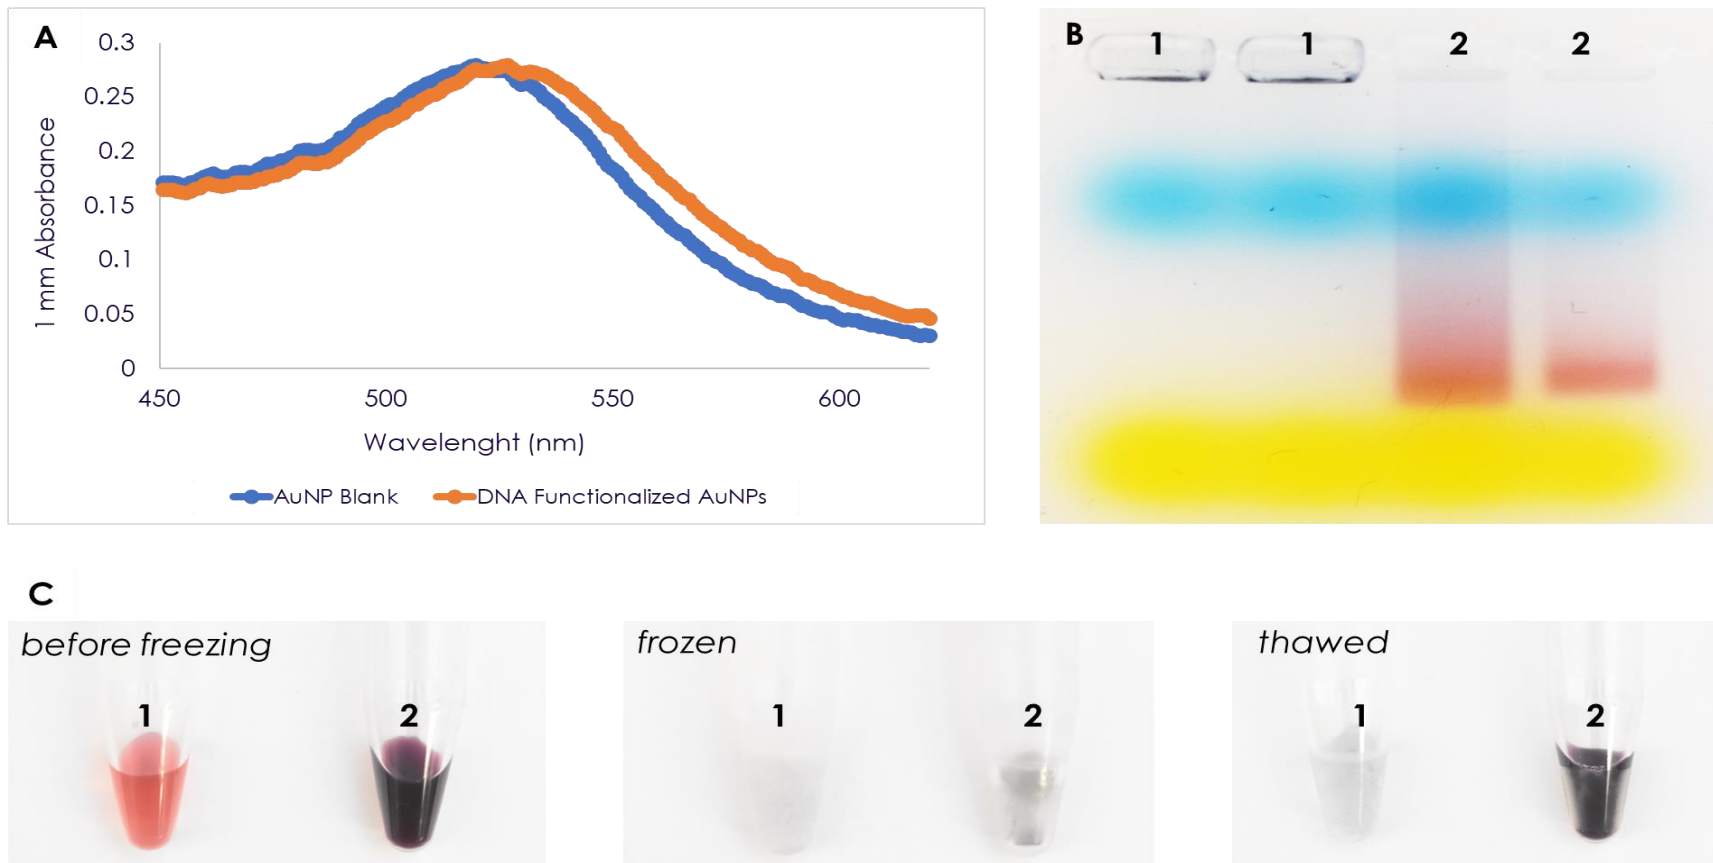 A
0.3
0.25
0.2
0.15
0.1
0.05
0
1 mm Absorbance
450 500 550 600
Wavelenght (nm)
AuNP Blank DNA Functionalized AuNPs
B
1 1 2 2
C
before freezing
1 2
frozen
1 2
thawed
1 2